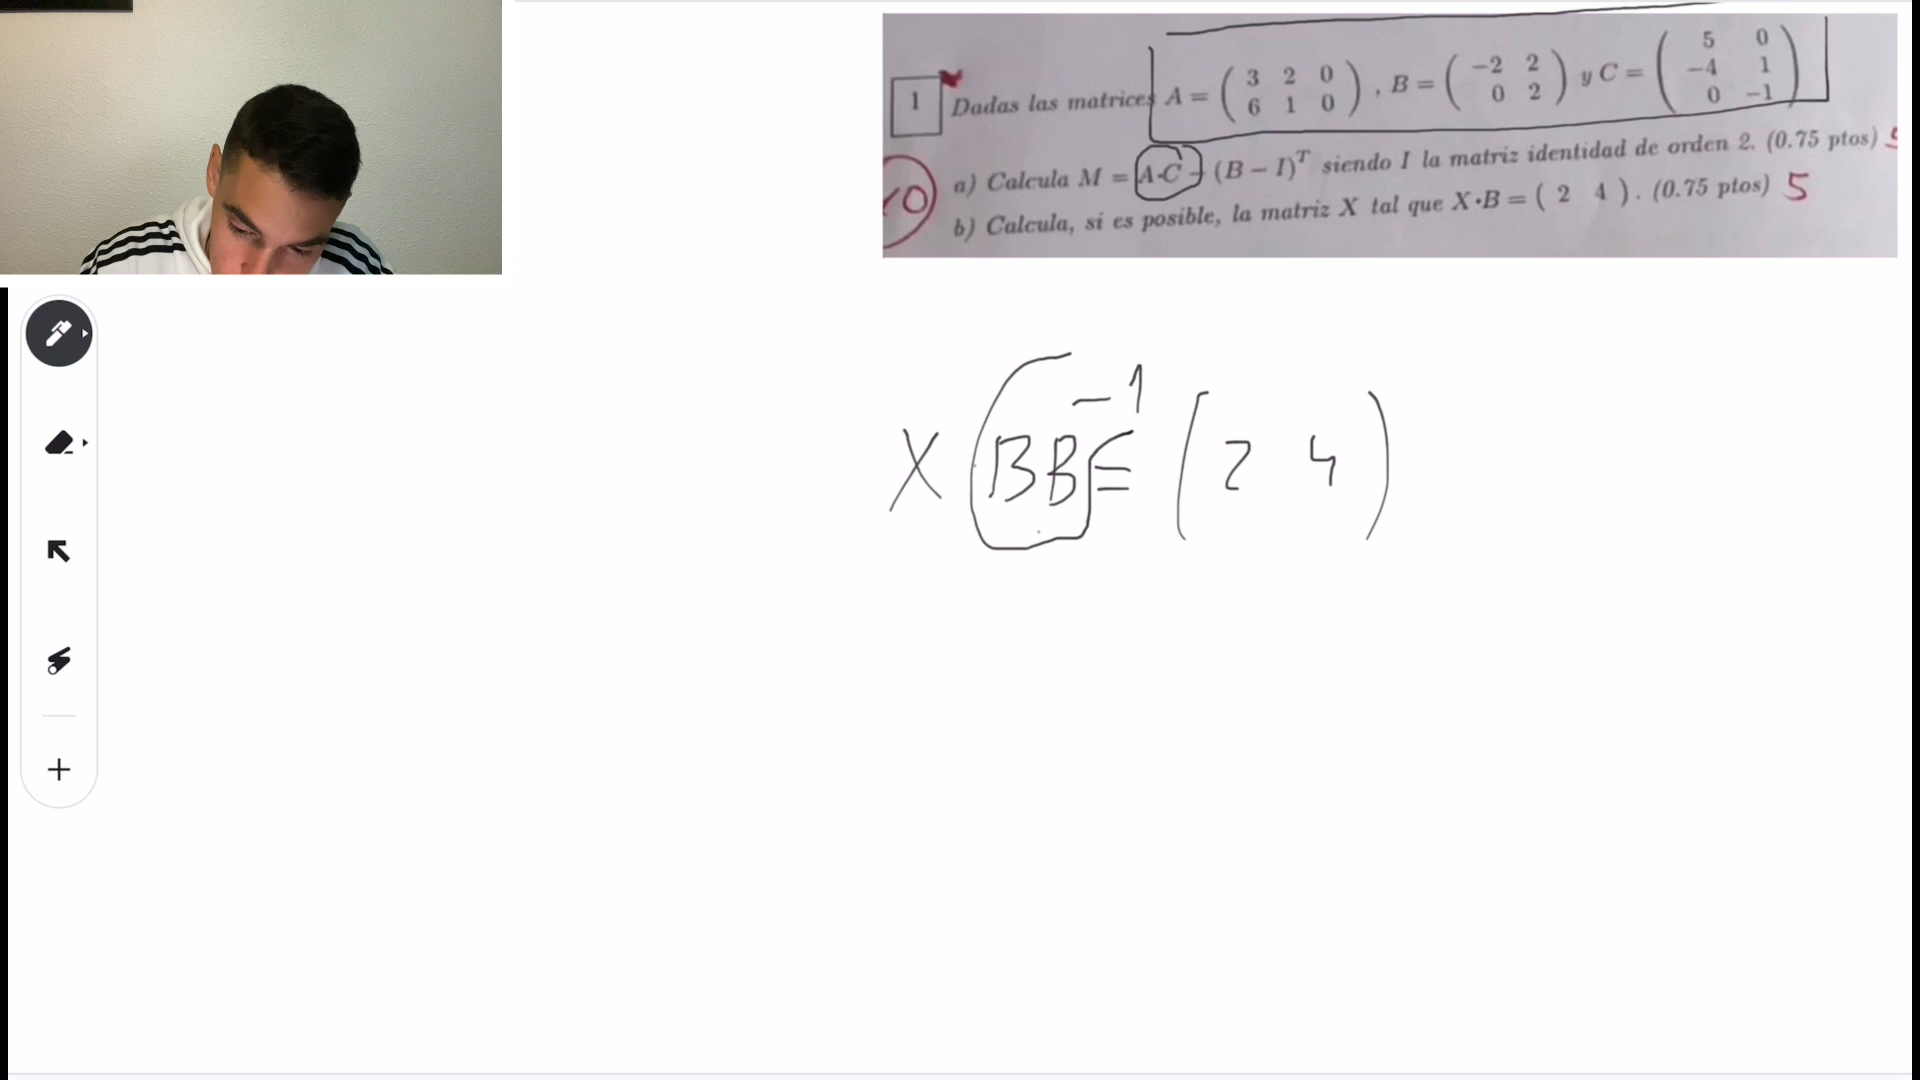 1 Dadas las matrices A = ( 3 2 0 6 1 0 ) , B = ( -2 2 0 2 ) y C = ( 5 0 -4 1 0 -1 )
a) Calcula M = A·C - (B - I)^T siendo I la matriz identidad de orden 2. (0.75 ptos)
b) Calcula, si es posible, la matriz X tal que X·B = ( 2 4 ). (0.75 ptos) 5
X B B^-1 = ( 2 4 )